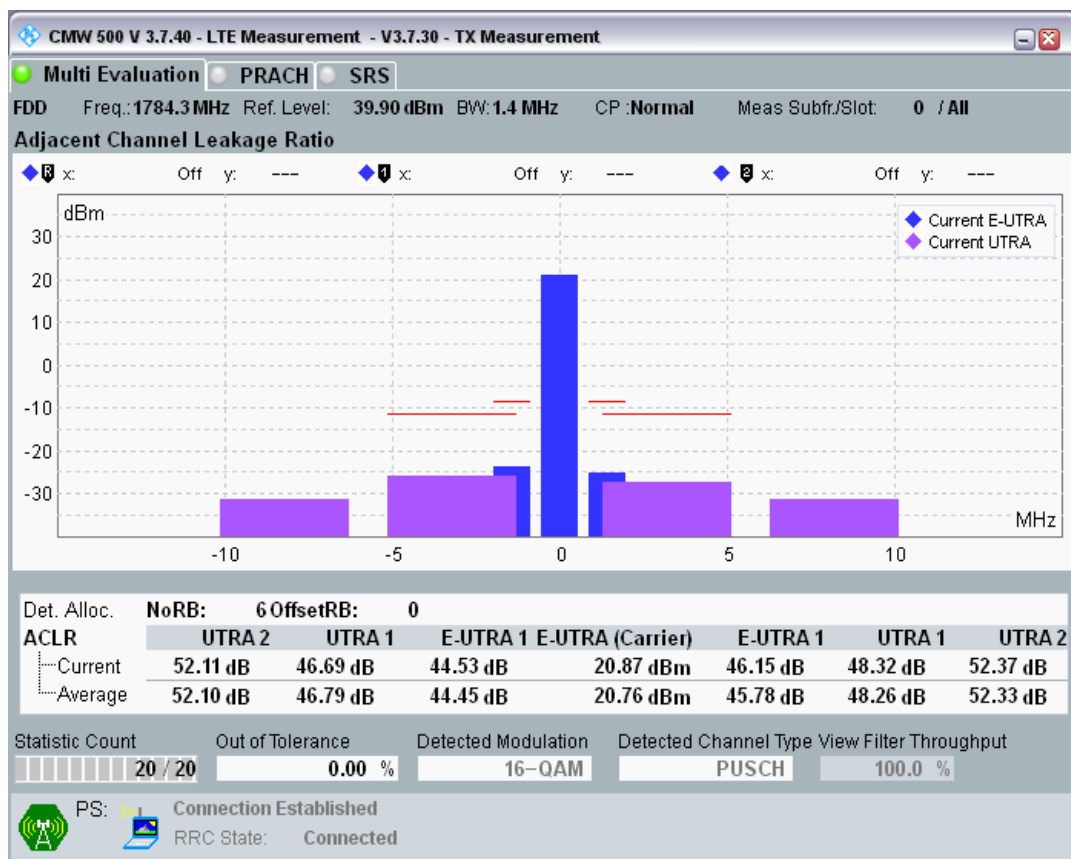 CMW 500 V 3.7.40 - LTE Measurement - V3.7.30 - TX Measurement
Multi Evaluation PRACH SRS
FDD Freq.: 1784.3 MHz Ref. Level: 39.90 dBm BW: 1.4 MHz CP : Normal Meas Subfr./Slot: 0 / All
Adjacent Channel Leakage Ratio
R x: Off y: --- 1 x: Off y: --- 2 x: Off y: ---
dBm
Current E-UTRA
Current UTRA
30
20
10
0
-10
-20
-30
MHz
-10 -5 0 5 10
Det. Alloc. NoRB: 6 OffsetRB: 0
ACLR UTRA 2 UTRA 1 E-UTRA 1 E-UTRA (Carrier) E-UTRA 1 UTRA 1 UTRA 2
Current 52.11 dB 46.69 dB 44.53 dB 20.87 dBm 46.15 dB 48.32 dB 52.37 dB
Average 52.10 dB 46.79 dB 44.45 dB 20.76 dBm 45.78 dB 48.26 dB 52.33 dB
Statistic Count Out of Tolerance Detected Modulation Detected Channel Type View Filter Throughput
20 / 20 0.00 % 16-QAM PUSCH 100.0 %
PS: Connection Established
RRC State: Connected